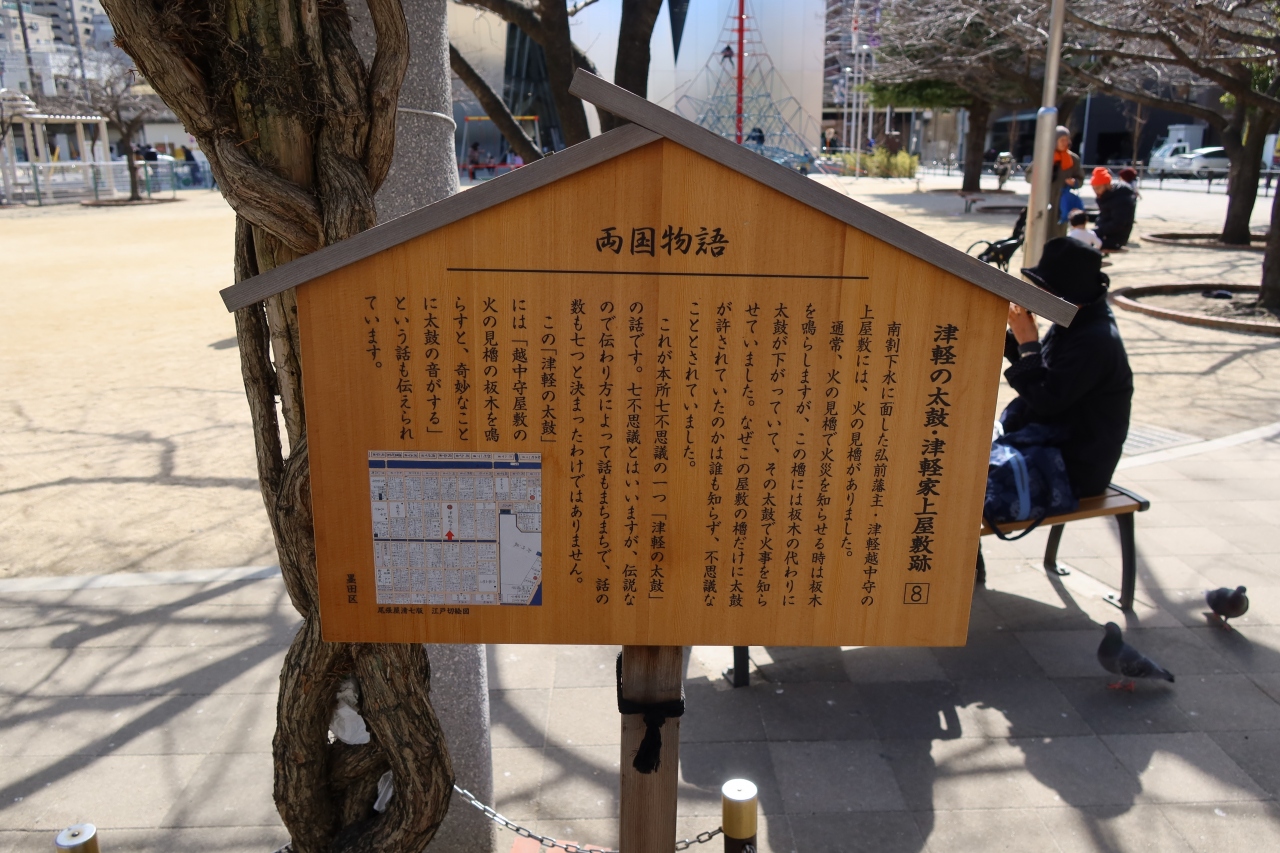 両国物語
津軽の太鼓・津軽家上屋敷跡 8
南割下水に面した弘前藩主・津軽越中守の
上屋敷には、火の見櫓がありました。
通常、火の見櫓で火災を知らせる時は板木
を鳴らしますが、この櫓には板木の代わりに
太鼓が下がっていて、その太鼓で火事を知ら
せていました。なぜこの屋敷の櫓だけに太鼓
が許されていたのかは誰も知らず、不思議な
こととされていました。
これが本所七不思議の一つ「津軽の太鼓」
の話です。七不思議とはいいますが、伝説な
ので伝わり方によって話もまちまちで、話の
数も七つと決まったわけではありません。
この「津軽の太鼓」
には「越中守屋敷の
火の見櫓の板木を鳴
らすと、奇妙なこと
に太鼓の音がする」
という話も伝えられ
ています。
尾張屋清七版 江戸切絵図
墨田区